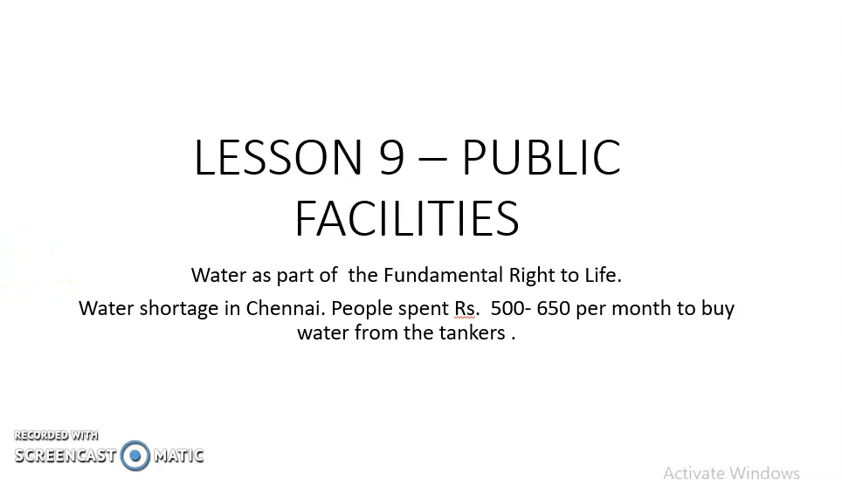 LESSON 9 – PUBLIC
FACILITIES
Water as part of  the Fundamental Right to Life.
Water shortage in Chennai. People spent Rs.  500- 650 per month to buy
water from the tankers .
RECORDED WITH
SCREENCAST MATIC
Activate Windows